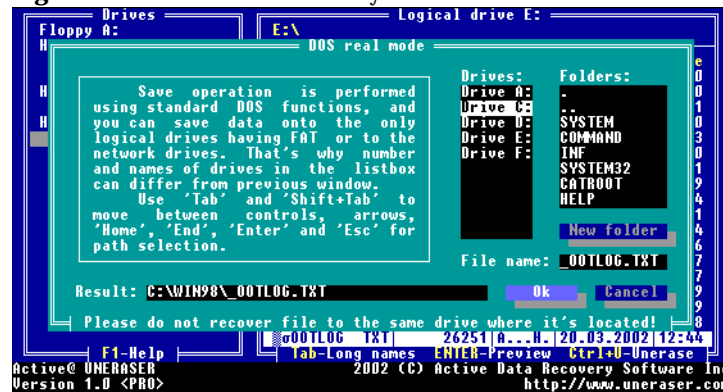 Drives
Logical drive E:
Floppy A:
E:\
DOS real mode
Save operation is performed
using standard DOS functions, and
you can save data onto the only
logical drives having FAT or to the
network drives. That's why number
and names of drives in the listbox
can differ from previous window.
Use 'Tab' and 'Shift+Tab' to
move between controls, arrows,
'Home', 'End', 'Enter' and 'Esc' for
path selection.
Drives:
Drive A:
Drive C:
Drive D:
Drive E:
Drive F:
Folders:
.
..
SYSTEM
COMMAND
INF
SYSTEM32
CATROOT
HELP
New folder
File name: _OOTLOG.TXT
Result: C:\WIN98\_OOTLOG.TXT
Ok
Cancel
Please do not recover file to the same drive where it's located!
σOOTLOG TXT 26251 A...H. 20.03.2002 12:44
F1-Help
Tab-Long names ENTER-Preview Ctrl+U-Unerase
Active@ UNERASER
2002 (C) Active Data Recovery Software In
Version 1.0 <PRO>
http://www.uneraser.co